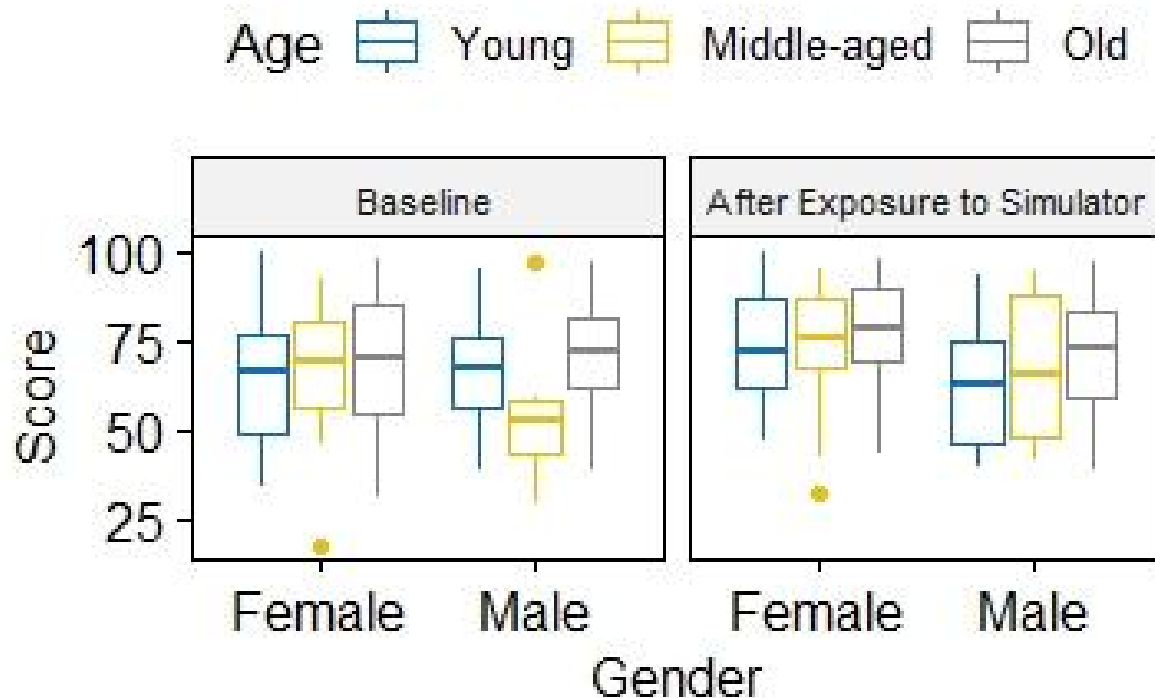 Age Young Middle-aged Old
Baseline After Exposure to Simulator
100
75
50
25
Score
Female Male Female Male
Gender